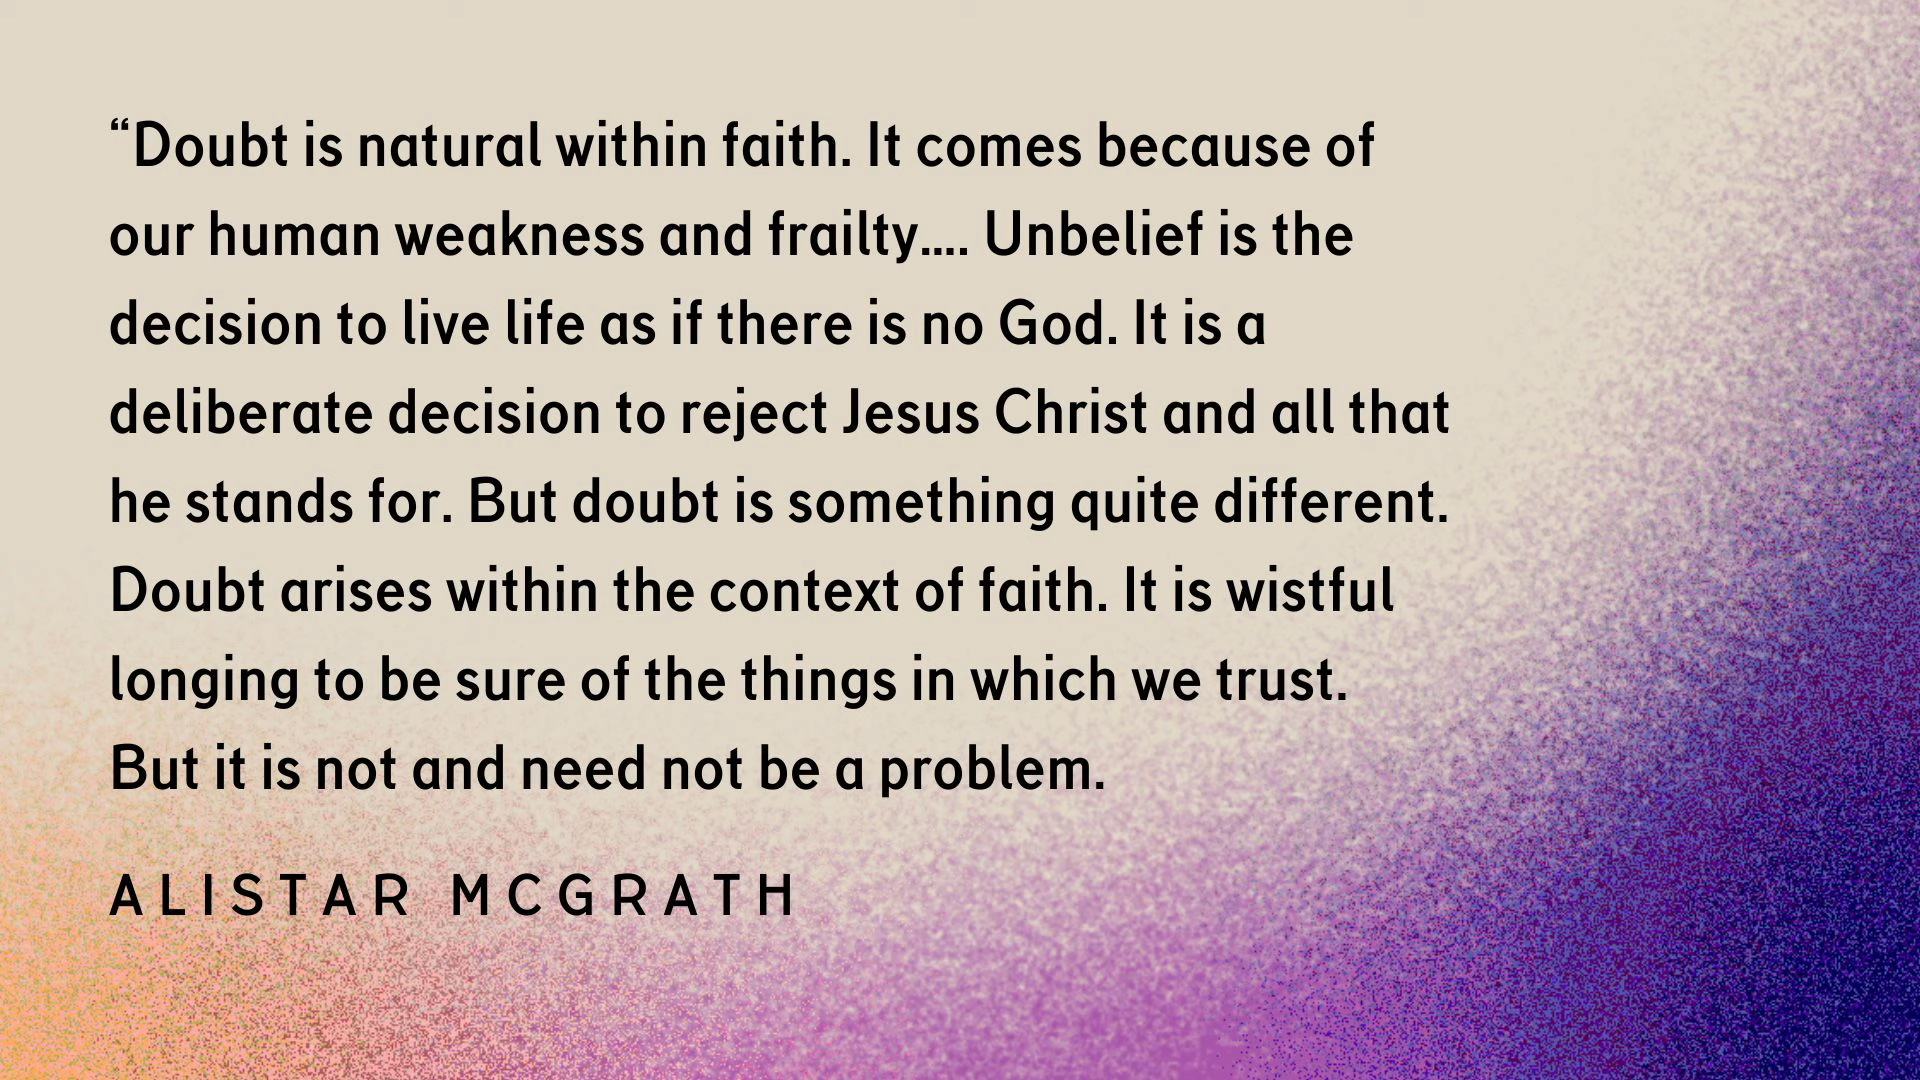 “Doubt is natural within faith. It comes because of
our human weakness and frailty.... Unbelief is the
decision to live life as if there is no God. It is a
deliberate decision to reject Jesus Christ and all that
he stands for. But doubt is something quite different.
Doubt arises within the context of faith. It is wistful
longing to be sure of the things in which we trust.
But it is not and need not be a problem.
ALISTAR MCGRATH